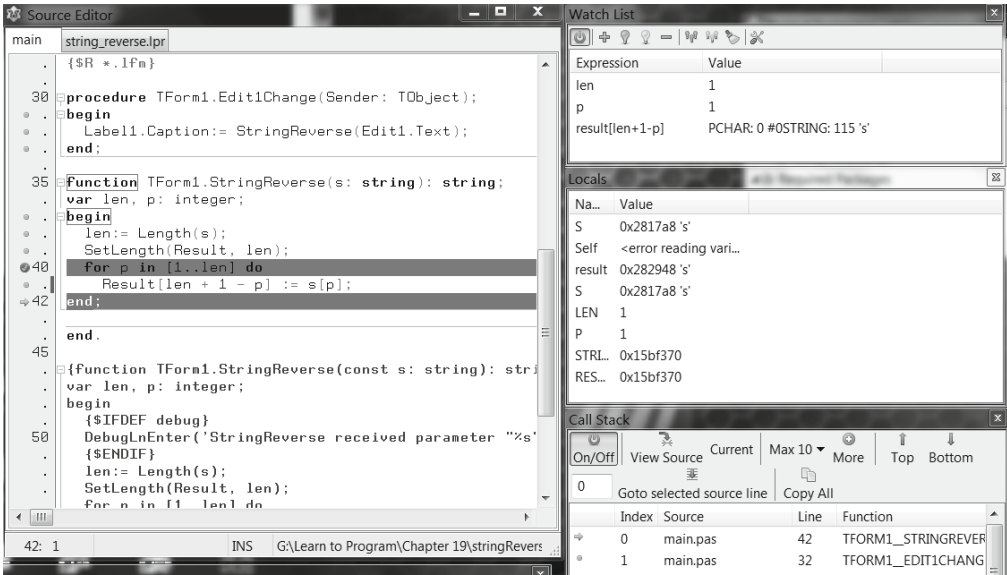 Source Editor
main string_reverse.lpr
{$R *.lfm}
30 procedure TForm1.Edit1Change(Sender: TObject);
begin
Label1.Caption:= StringReverse(Edit1.Text);
end;
35 function TForm1.StringReverse(s: string): string;
var len, p: integer;
begin
len:= Length(s);
SetLength(Result, len);
40 for p in [1..len] do
Result[len + 1 - p] := s[p];
42 end;
end.
45
{function TForm1.StringReverse(const s: string): stri
var len, p: integer;
begin
{$IFDEF debug}
50 DebugLnEnter('StringReverse received parameter "%s"
{$ENDIF}
len:= Length(s);
SetLength(Result, len);
for p in [1..len] do
42: 1 INS G:\Learn to Program\Chapter 19\stringRevers
Watch List
Expression Value
len 1
p 1
result[len+1-p] PCHAR: 0 #0STRING: 115 's'
Locals
Na... Value
S 0x2817a8 's'
Self <error reading vari...
result 0x282948 's'
S 0x2817a8 's'
LEN 1
P 1
STRI... 0x15bf370
RES... 0x15bf370
Call Stack
On/Off View Source Current Max 10 More Top Bottom
0 Goto selected source line Copy All
Index Source Line Function
0 main.pas 42 TFORM1__STRINGREVER
1 main.pas 32 TFORM1__EDIT1CHANG